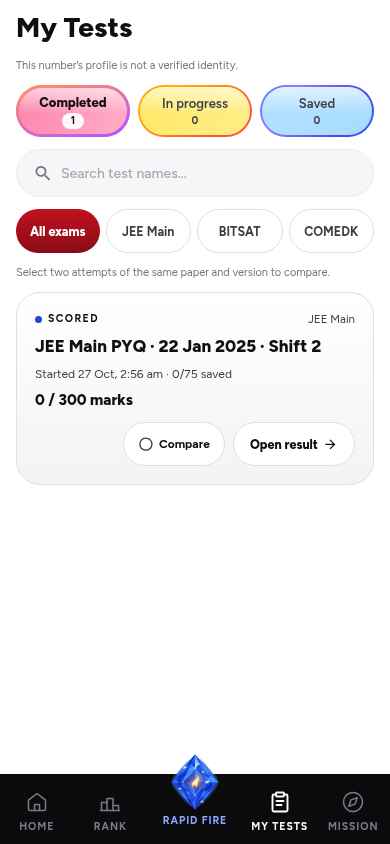 My Tests
This number's profile is not a verified identity.
Completed
1
In progress
0
Saved
0
Search test names...
All exams
JEE Main
BITSAT
COMEDK
Select two attempts of the same paper and version to compare.
SCORED
JEE Main
JEE Main PYQ · 22 Jan 2025 · Shift 2
Started 27 Oct, 2:56 am · 0/75 saved
0 / 300 marks
Compare
Open result →
HOME
RANK
RAPID FIRE
MY TESTS
MISSION